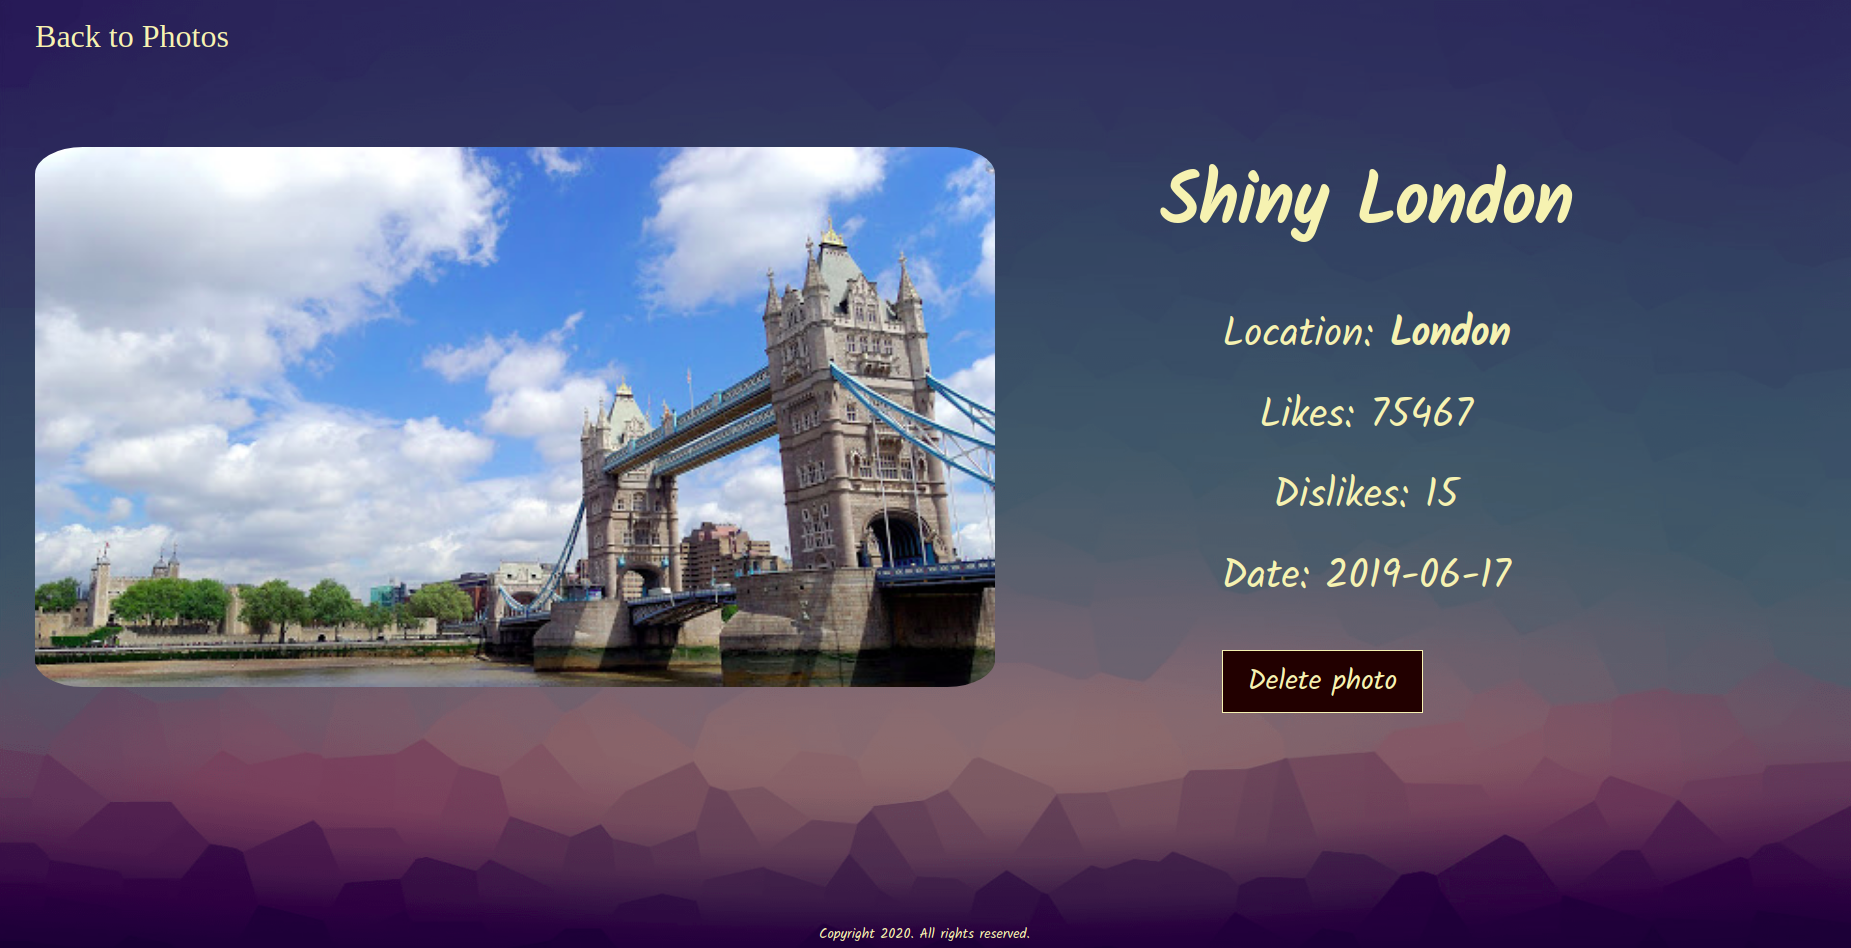 Back to Photos
Shiny London
Location: London
Likes: 75467
Dislikes: 15
Date: 2019-06-17
Delete photo
Copyright 2020. All rights reserved.